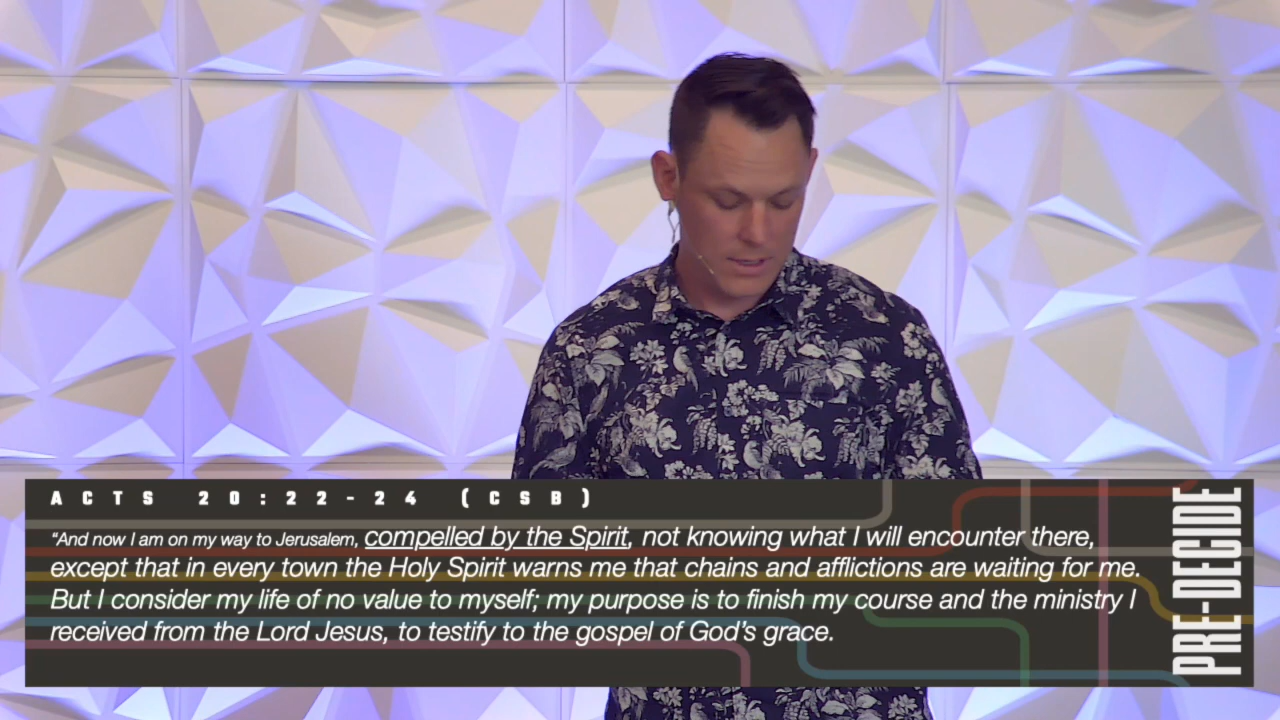 ACTS 20:22-24 (CSB)
“And now I am on my way to Jerusalem, compelled by the Spirit, not knowing what I will encounter there,
except that in every town the Holy Spirit warns me that chains and afflictions are waiting for me.
But I consider my life of no value to myself; my purpose is to finish my course and the ministry I
received from the Lord Jesus, to testify to the gospel of God’s grace.
PRE-DECIDE